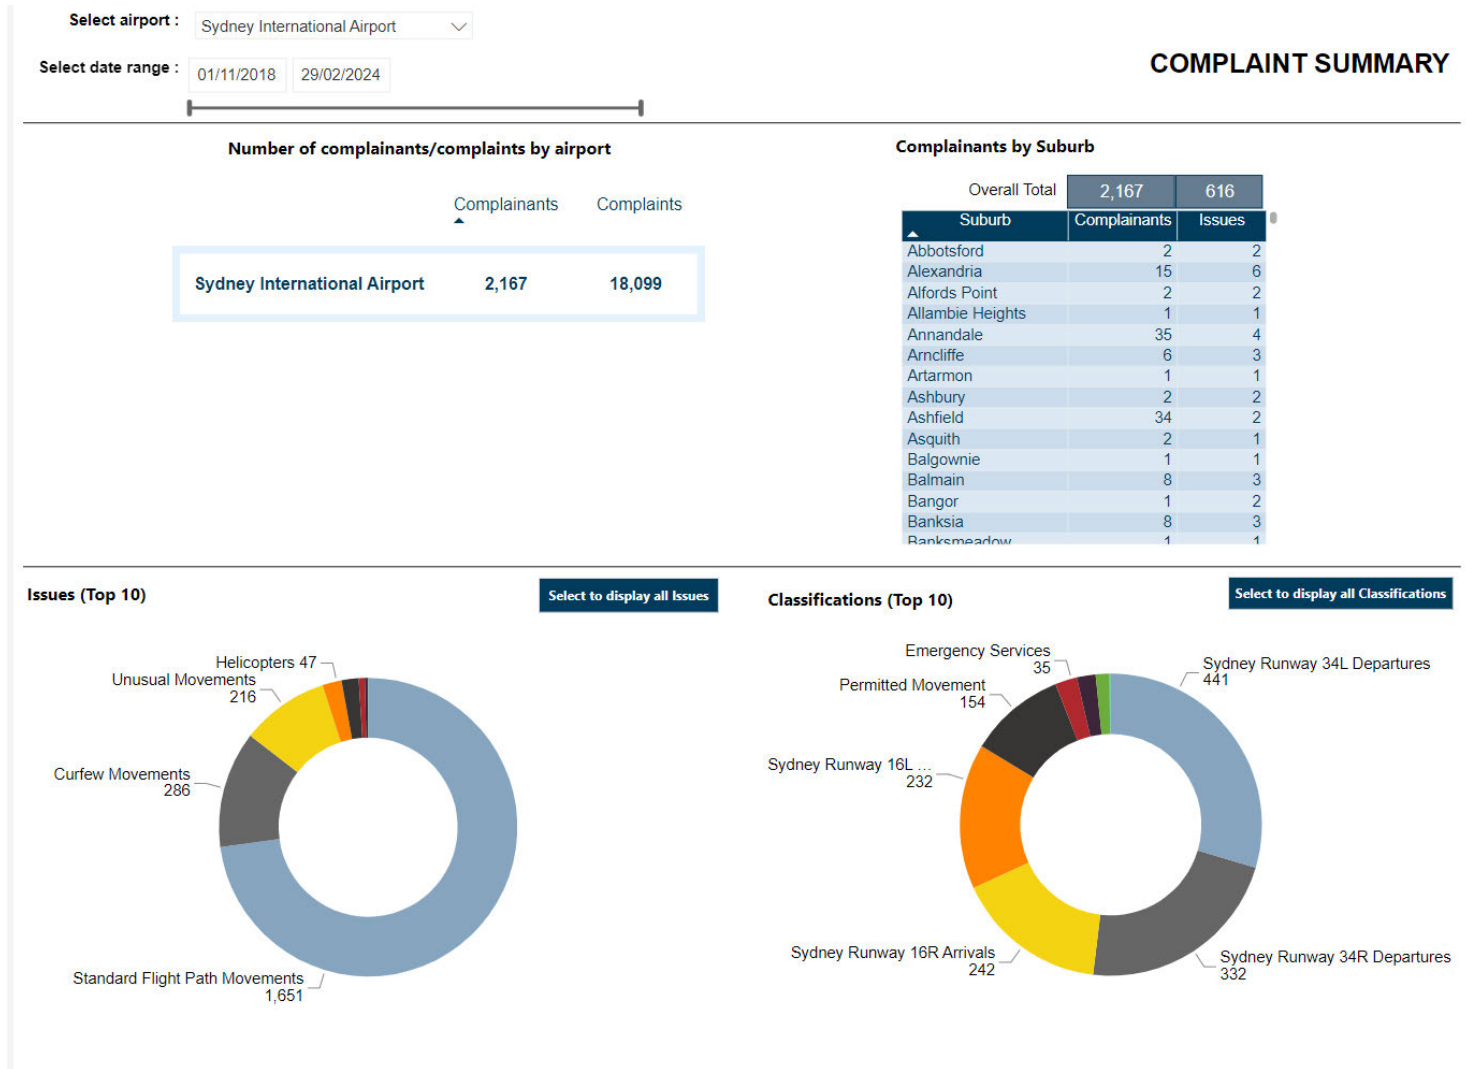 Select airport :
Sydney International Airport
Select date range :
01/11/2018 29/02/2024
COMPLAINT SUMMARY
Number of complainants/complaints by airport
Complainants Complaints
Sydney International Airport 2,167 18,099
Complainants by Suburb
Overall Total 2,167 616
Suburb Complainants Issues
Abbotsford 2 2
Alexandria 15 6
Alfords Point 2 2
Allambie Heights 1 1
Annandale 35 4
Arncliffe 6 3
Artarmon 1 1
Ashbury 2 2
Ashfield 34 2
Asquith 2 1
Balgownie 1 1
Balmain 8 3
Bangor 1 2
Banksia 8 3
Banksmeadow 1 1
Issues (Top 10)
Select to display all Issues
Helicopters 47
Unusual Movements
216
Curfew Movements
286
Standard Flight Path Movements
1,651
Classifications (Top 10)
Select to display all Classifications
Emergency Services
35
Permitted Movement
154
Sydney Runway 16L ...
232
Sydney Runway 16R Arrivals
242
Sydney Runway 34L Departures
441
Sydney Runway 34R Departures
332